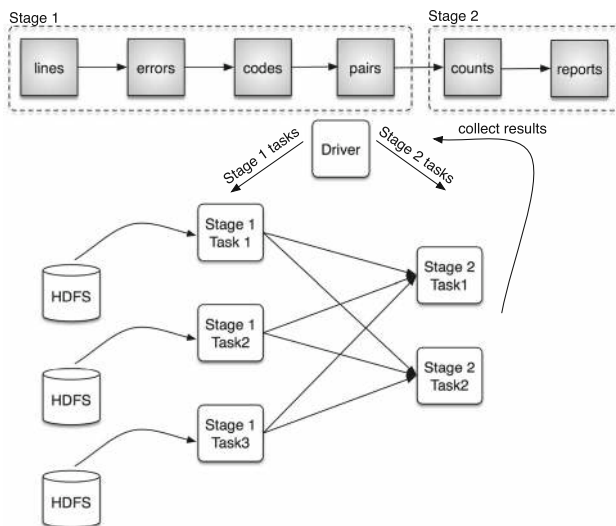 Stage 1
Stage 2
lines
errors
codes
pairs
counts
reports
Driver
collect results
Stage 1 tasks
Stage 2 tasks
Stage 1
Task 1
HDFS
Stage 2
Task1
Stage 1
Task2
HDFS
Stage 2
Task2
Stage 1
Task3
HDFS